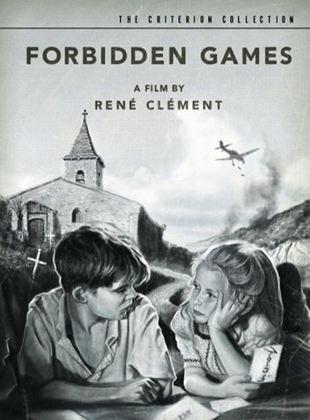 THE CRITERION COLLECTION
FORBIDDEN GAMES
A FILM BY
RENÉ CLÉMENT